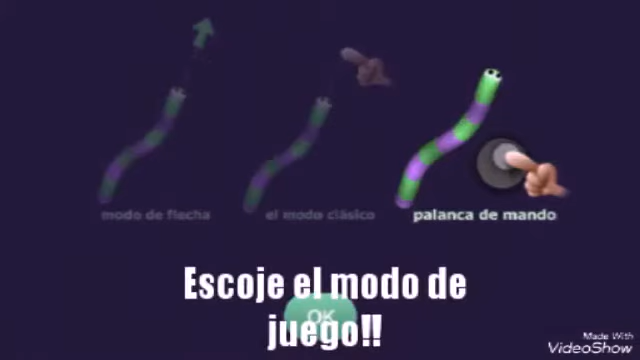 modo de flecha
el modo clásico
palanca de mando
Escoje el modo de
OK
juego!!
Made With
VideoShow